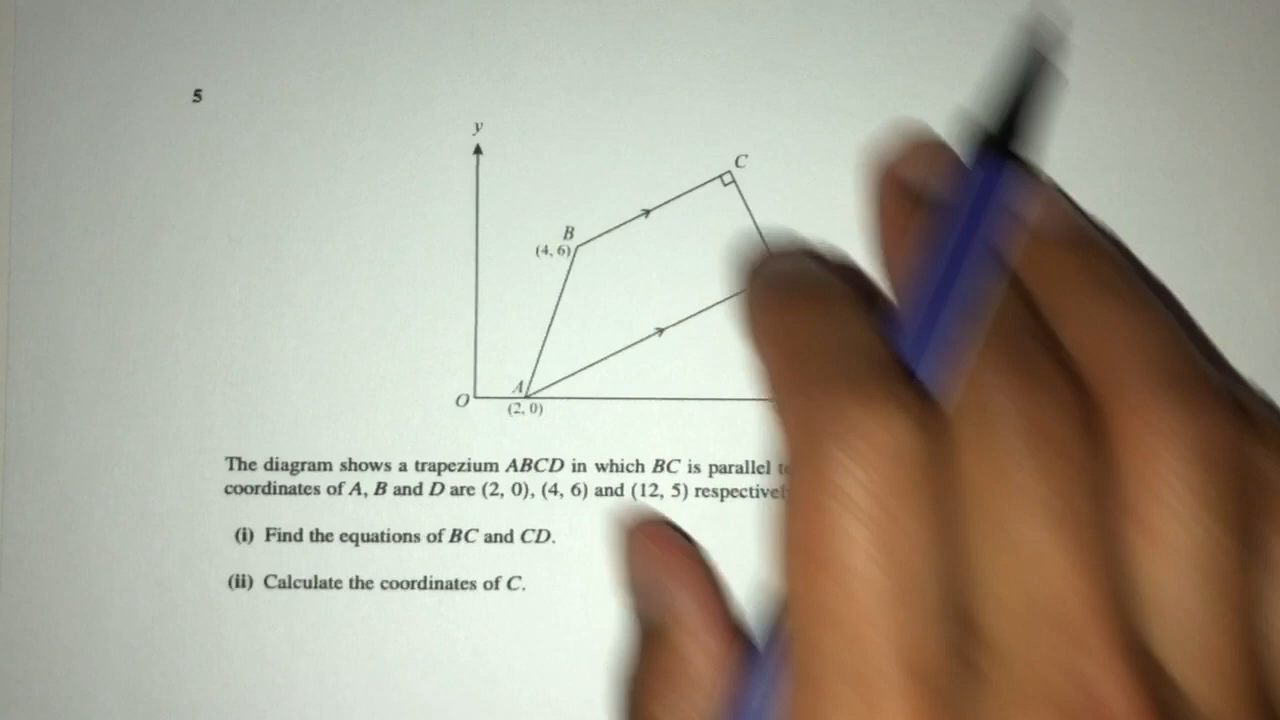 5
y
C
B
(4, 6)
A
O
(2, 0)
The diagram shows a trapezium ABCD in which BC is parallel
coordinates of A, B and D are (2, 0), (4, 6) and (12, 5)
(i) Find the equations of BC and CD.
(ii) Calculate the coordinates of C.